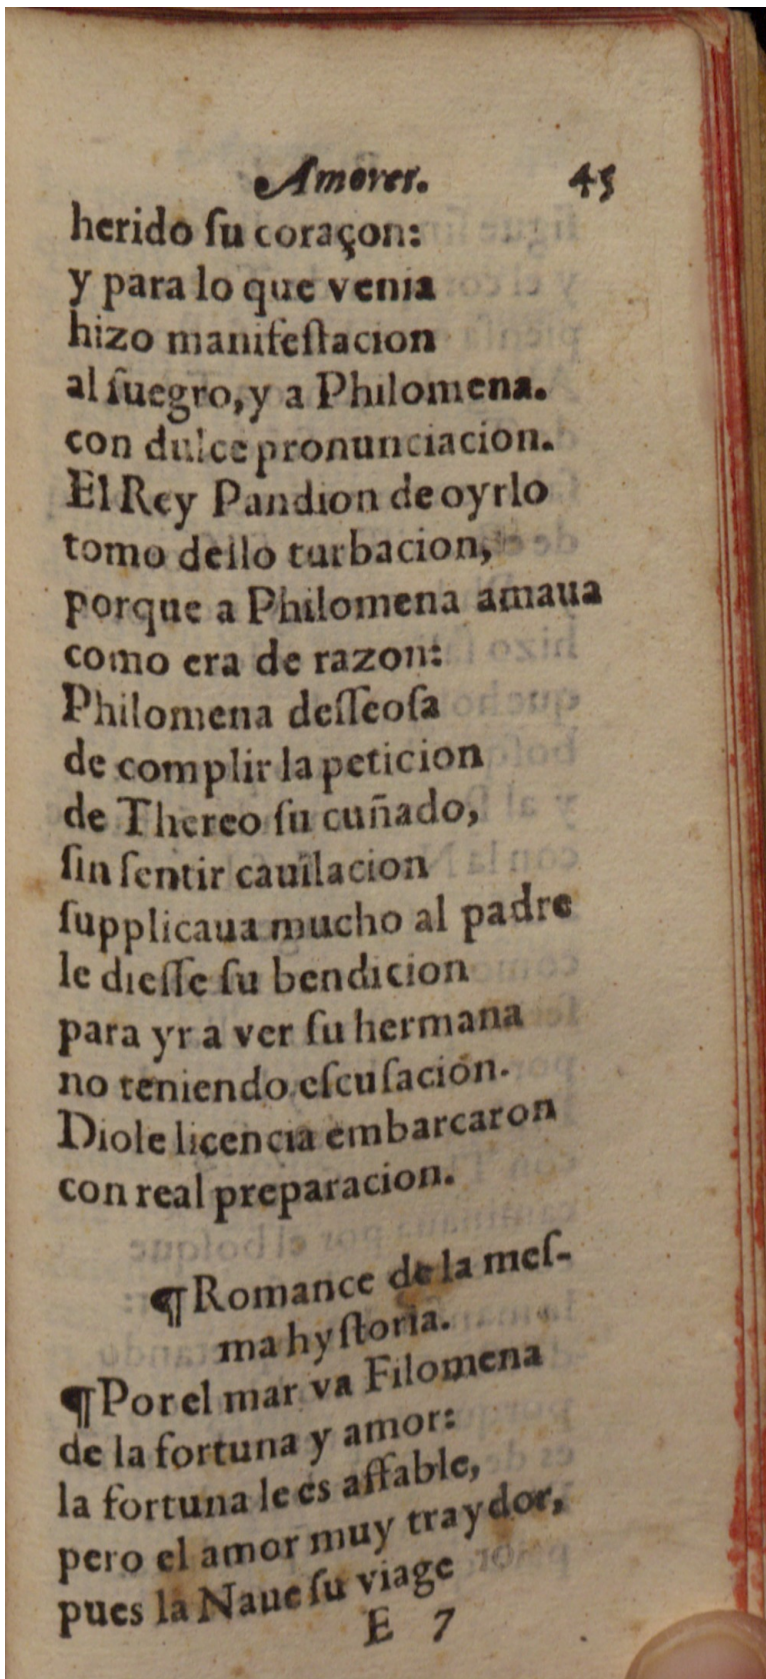 Amores. 45
herido ſu coraçon:
y para lo que venia
hizo manifeſtacion
al ſuegro, y a Philomena.
con dulce pronunciacion.
El Rey Pandion de oyrlo
tomo dello turbacion,
porque a Philomena amaua
como era de razon:
Philomena deſſeoſa
de complir la peticion
de Thereo ſu cuñado,
ſin ſentir cauilacion
ſupplicaua mucho al padre
le dieſſe ſu bendicion
para yr a ver ſu hermana
no teniendo eſcuſacion.
Diole licencia embarcaron
con real preparacion.
¶Romance de la meſ-
ma hyſtoria.
¶Por el mar va Filomena
de la fortuna y amor:
la fortuna le es affable,
pero el amor muy traydor,
pues la Naue ſu viage
E 7